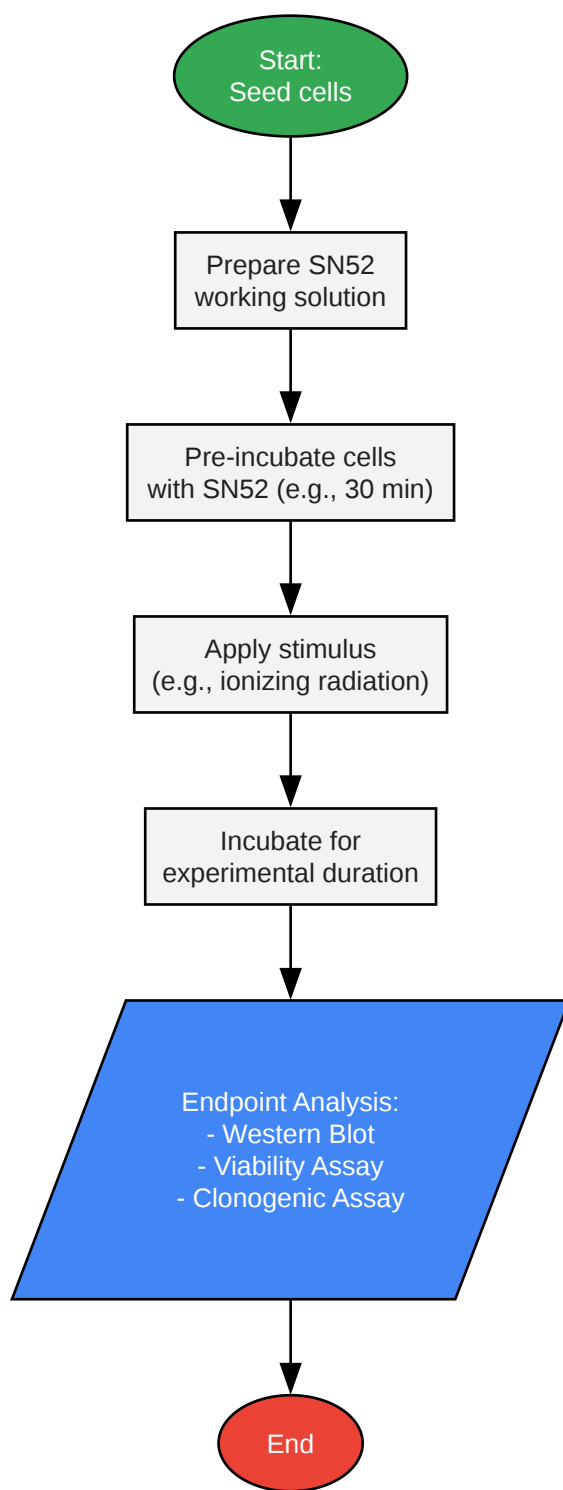 Start:
Seed cells
Prepare SN52
working solution
Pre-incubate cells
with SN52 (e.g., 30 min)
Apply stimulus
(e.g., ionizing radiation)
Incubate for
experimental duration
Endpoint Analysis:
- Western Blot
- Viability Assay
- Clonogenic Assay
End